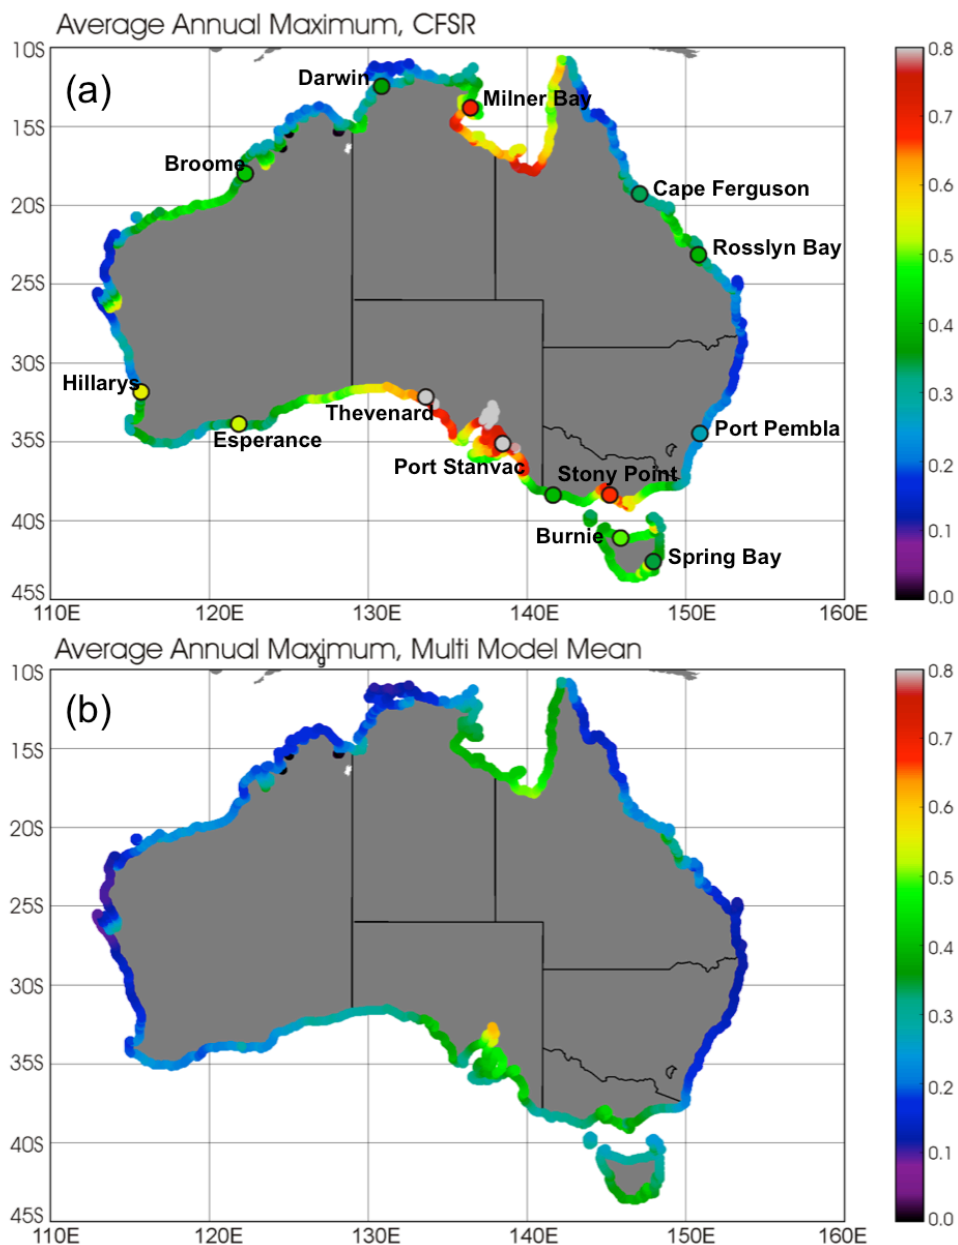 Average Annual Maximum, CFSR
10S
(a)
Darwin
Milner Bay
15S
Broome
Cape Ferguson
20S
Rosslyn Bay
25S
30S
Hillarys
Thevenard
Esperance
Port Pembla
35S
Port Stanvac
Stony Point
40S
Burnie
Spring Bay
45S
110E 120E 130E 140E 150E 160E
0.8
0.7
0.6
0.5
0.4
0.3
0.2
0.1
0.0
Average Annual Maximum, Multi Model Mean
g
10S
(b)
15S
20S
25S
30S
35S
40S
45S
110E 120E 130E 140E 150E 160E
0.8
0.7
0.6
0.5
0.4
0.3
0.2
0.1
0.0